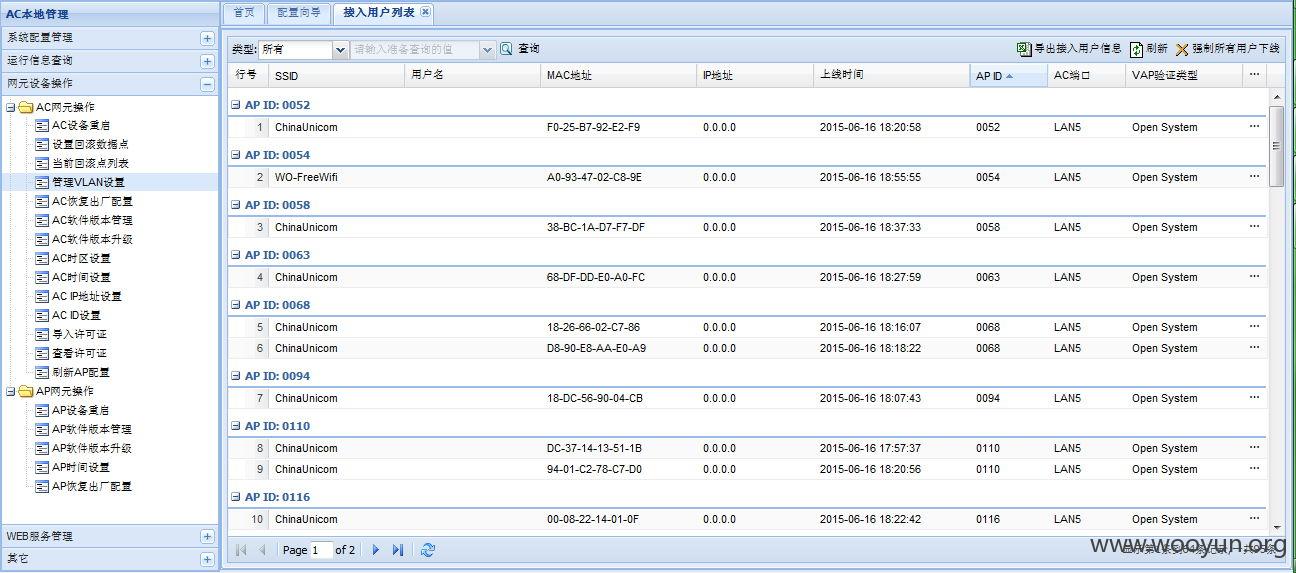 AC本地管理
首页 配置向导 接入用户列表
系统配置管理
运行信息查询
网元设备操作
AC网元操作
AC设备重启
设置回滚数据点
当前回滚点列表
管理VLAN设置
AC恢复出厂配置
AC软件版本管理
AC软件版本升级
AC时区设置
AC时间设置
AC IP地址设置
AC ID设置
导入许可证
查看许可证
刷新AP配置
AP网元操作
AP设备重启
AP软件版本管理
AP软件版本升级
AP时间设置
AP恢复出厂配置
WEB服务管理
其它
类型: 所有 请输入准备查询的值 查询 导出接入用户信息 刷新 强制所有用户下线
行号 SSID 用户名 MAC地址 IP地址 上线时间 AP ID AC端口 VAP验证类型 ...
AP ID: 0052
1 ChinaUnicom F0-25-B7-92-E2-F9 0.0.0.0 2015-06-16 18:20:58 0052 LAN5 Open System ...
AP ID: 0054
2 WO-FreeWifi A0-93-47-02-C8-9E 0.0.0.0 2015-06-16 18:55:55 0054 LAN5 Open System ...
AP ID: 0058
3 ChinaUnicom 38-BC-1A-D7-F7-DF 0.0.0.0 2015-06-16 18:37:33 0058 LAN5 Open System ...
AP ID: 0063
4 ChinaUnicom 68-DF-DD-E0-A0-FC 0.0.0.0 2015-06-16 18:27:59 0063 LAN5 Open System ...
AP ID: 0068
5 ChinaUnicom 18-26-66-02-C7-86 0.0.0.0 2015-06-16 18:16:07 0068 LAN5 Open System ...
6 ChinaUnicom D8-90-E8-AA-E0-A9 0.0.0.0 2015-06-16 18:18:22 0068 LAN5 Open System ...
AP ID: 0094
7 ChinaUnicom 18-DC-56-90-04-CB 0.0.0.0 2015-06-16 18:07:43 0094 LAN5 Open System ...
AP ID: 0110
8 ChinaUnicom DC-37-14-13-51-1B 0.0.0.0 2015-06-16 17:57:37 0110 LAN5 Open System ...
9 ChinaUnicom 94-01-C2-78-C7-D0 0.0.0.0 2015-06-16 18:20:56 0110 LAN5 Open System ...
AP ID: 0116
10 ChinaUnicom 00-08-22-14-01-0F 0.0.0.0 2015-06-16 18:22:42 0116 LAN5 Open System ...
Page 1 of 2
www.wooyun.org